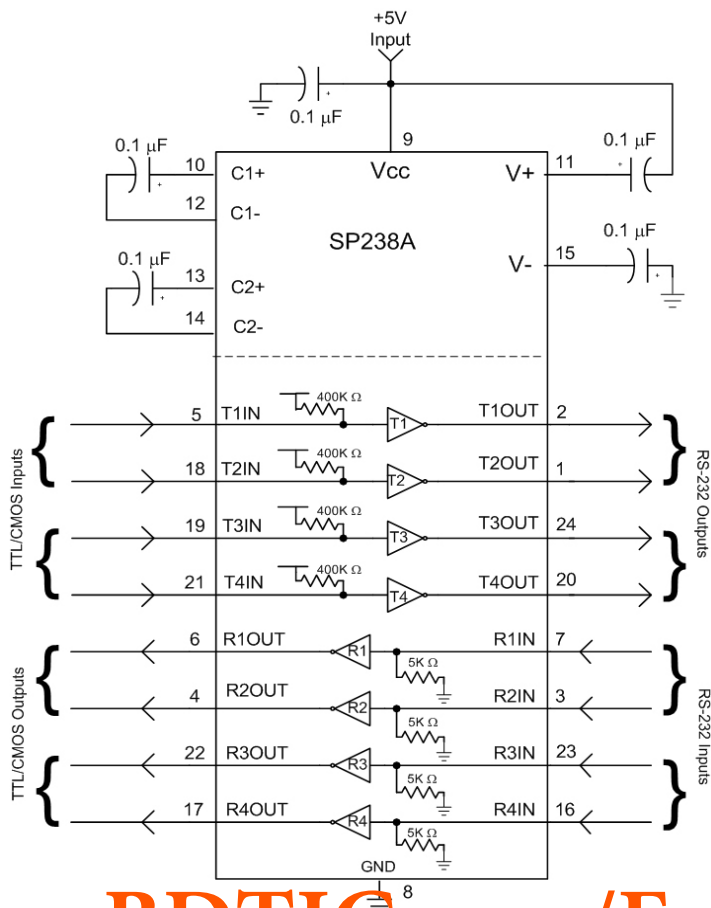 +5V
Input
0.1 μF
9
0.1 μF
0.1 μF
10
C1+
Vcc
V+
11
12
C1-
SP238A
0.1 μF
15
V-
0.1 μF
13
C2+
14
C2-
400K Ω
5
T1IN
T1
T1OUT
2
400K Ω
18
T2IN
T2
T2OUT
1
TTL/CMOS Inputs
RS-232 Outputs
400K Ω
19
T3IN
T3
T3OUT
24
400K Ω
21
T4IN
T4
T4OUT
20
6
R1OUT
R1
R1IN
7
5K Ω
4
R2OUT
R2
R2IN
3
5K Ω
TTL/CMOS Outputs
RS-232 Inputs
22
R3OUT
R3
R3IN
23
5K Ω
17
R4OUT
R4
R4IN
16
5K Ω
GND
8